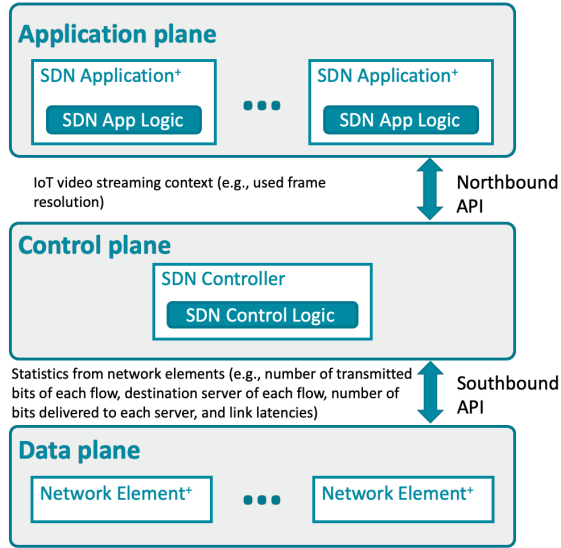 Application plane
SDN Application⁺
SDN Application⁺
SDN App Logic
SDN App Logic
IoT video streaming context (e.g., used frame
resolution)
Northbound
API
Control plane
SDN Controller
SDN Control Logic
Statistics from network elements (e.g., number of transmitted
bits of each flow, destination server of each flow, number of
bits delivered to each server, and link latencies)
Southbound
API
Data plane
Network Element⁺
Network Element⁺